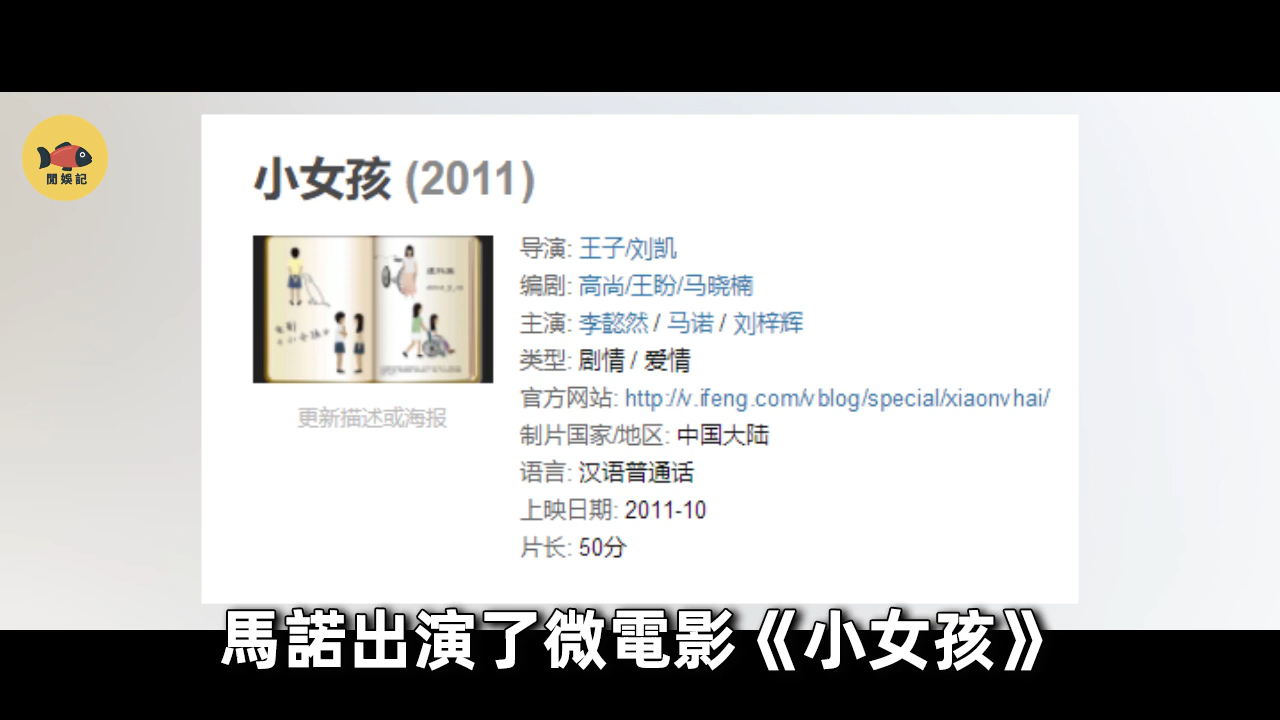 閒娛記
小女孩 (2011)
导演: 王子/刘凯
编剧: 高尚/王盼/马晓楠
主演: 李懿然 / 马诺 / 刘梓辉
类型: 剧情 / 爱情
官方网站: http://v.ifeng.com/vblog/special/xiaonvhai/
制片国家/地区: 中国大陆
语言: 汉语普通话
上映日期: 2011-10
片长: 50分
更新描述或海报
馬諾出演了微電影《小女孩》